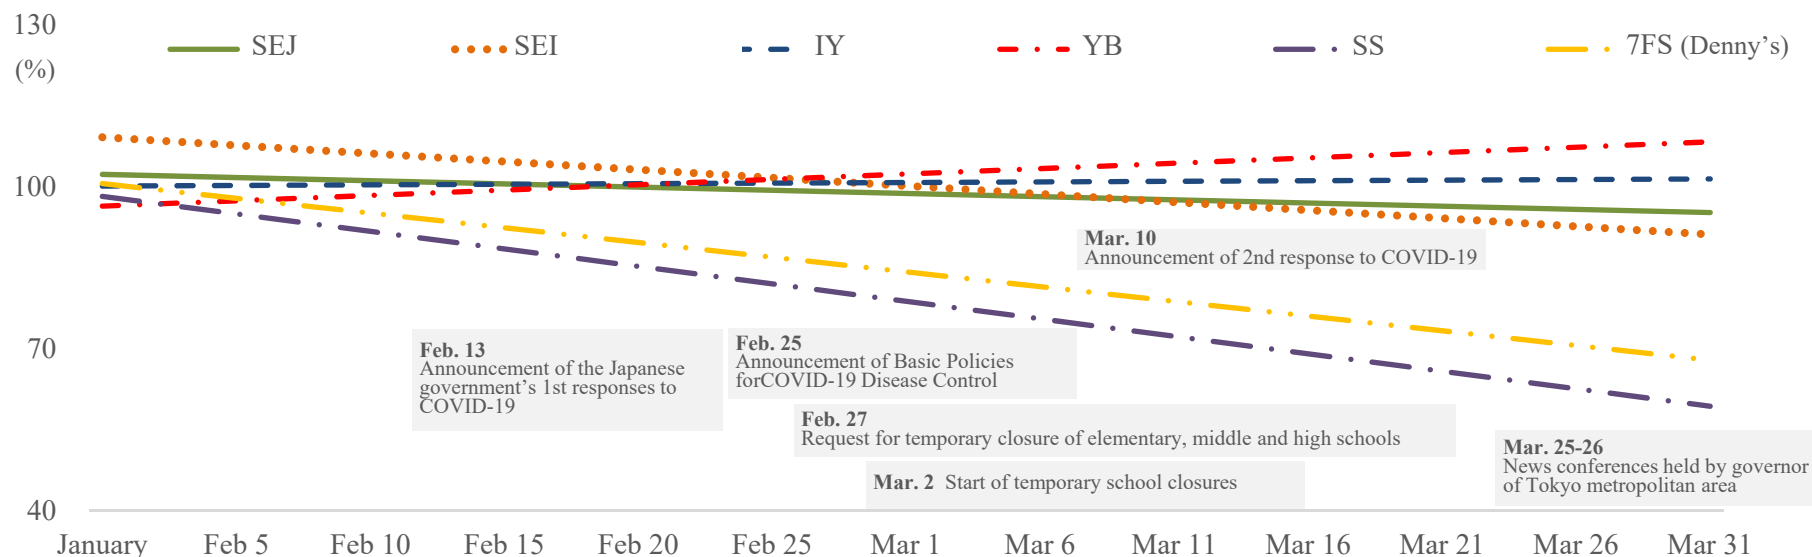 130
(%)
SEJ SEI IY YB SS 7FS (Denny’s)
100
Mar. 10
Announcement of 2nd response to COVID-19
70
Feb. 13
Announcement of the Japanese
government’s 1st responses to
COVID-19
Feb. 25
Announcement of Basic Policies
forCOVID-19 Disease Control
Feb. 27
Request for temporary closure of elementary, middle and high schools
Mar. 2 Start of temporary school closures
Mar. 25-26
News conferences held by governor
of Tokyo metropolitan area
40
January Feb 5 Feb 10 Feb 15 Feb 20 Feb 25 Mar 1 Mar 6 Mar 11 Mar 16 Mar 21 Mar 26 Mar 31